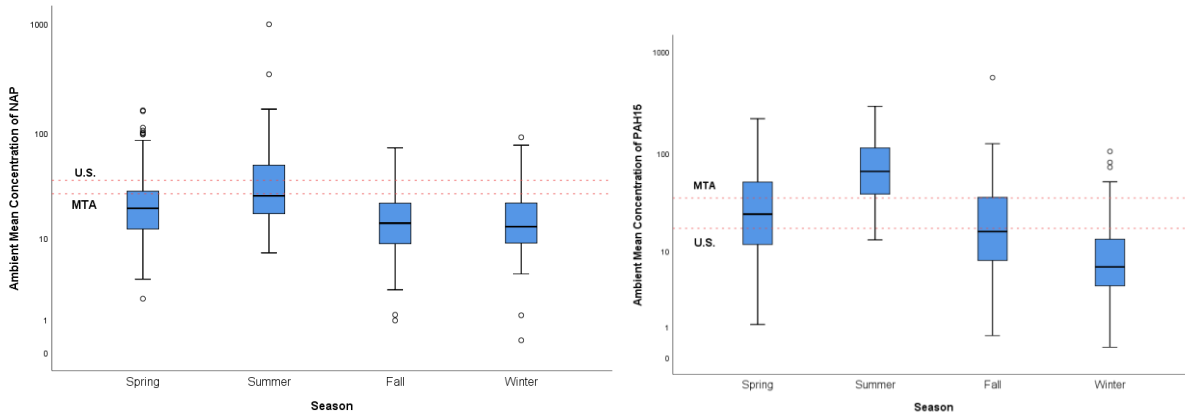 Ambient Mean Concentration of NAP
1000
100
10
1
0
U.S.
MTA
Spring
Summer
Fall
Winter
Season
Ambient Mean Concentration of PAH15
1000
100
10
1
0
MTA
U.S.
Spring
Summer
Fall
Winter
Season